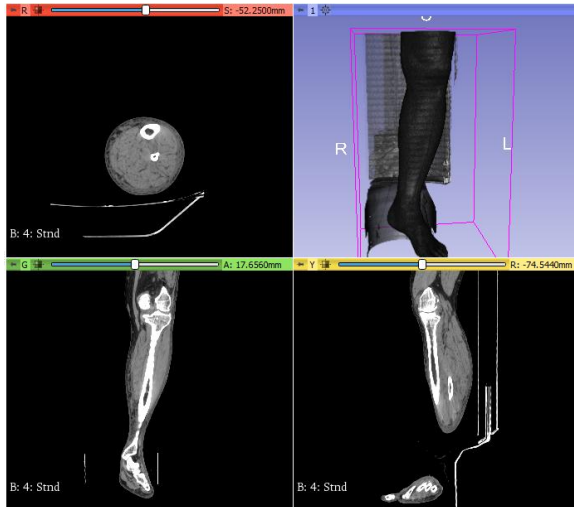 R S: -52.2500mm
1
R
L
B: 4: Stnd
G A: 17.6560mm
Y R: -74.5440mm
B: 4: Stnd
B: 4: Stnd